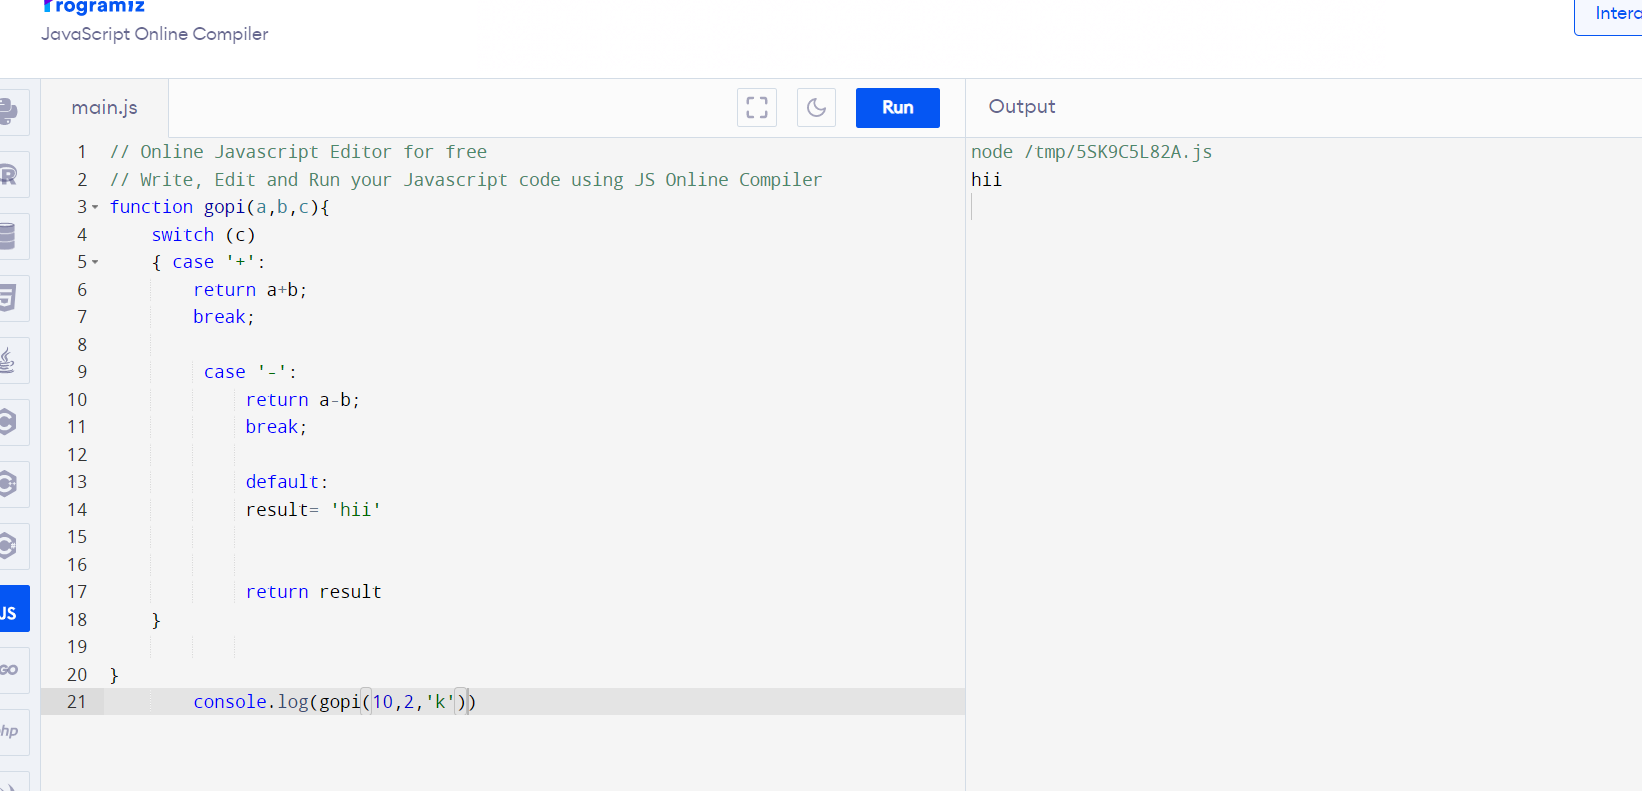 Programiz
JavaScript Online Compiler
Intera
main.js
Run
Output
1 // Online Javascript Editor for free
2 // Write, Edit and Run your Javascript code using JS Online Compiler
3 function gopi(a,b,c){
4     switch (c)
5     { case '+':
6         return a+b;
7         break;
8
9          case '-':
10             return a-b;
11             break;
12
13             default:
14             result= 'hii'
15
16
17             return result
18     }
19
20 }
21         console.log(gopi(10,2,'k'))
node /tmp/5SK9C5L82A.js
hii
R
JS
GO
php